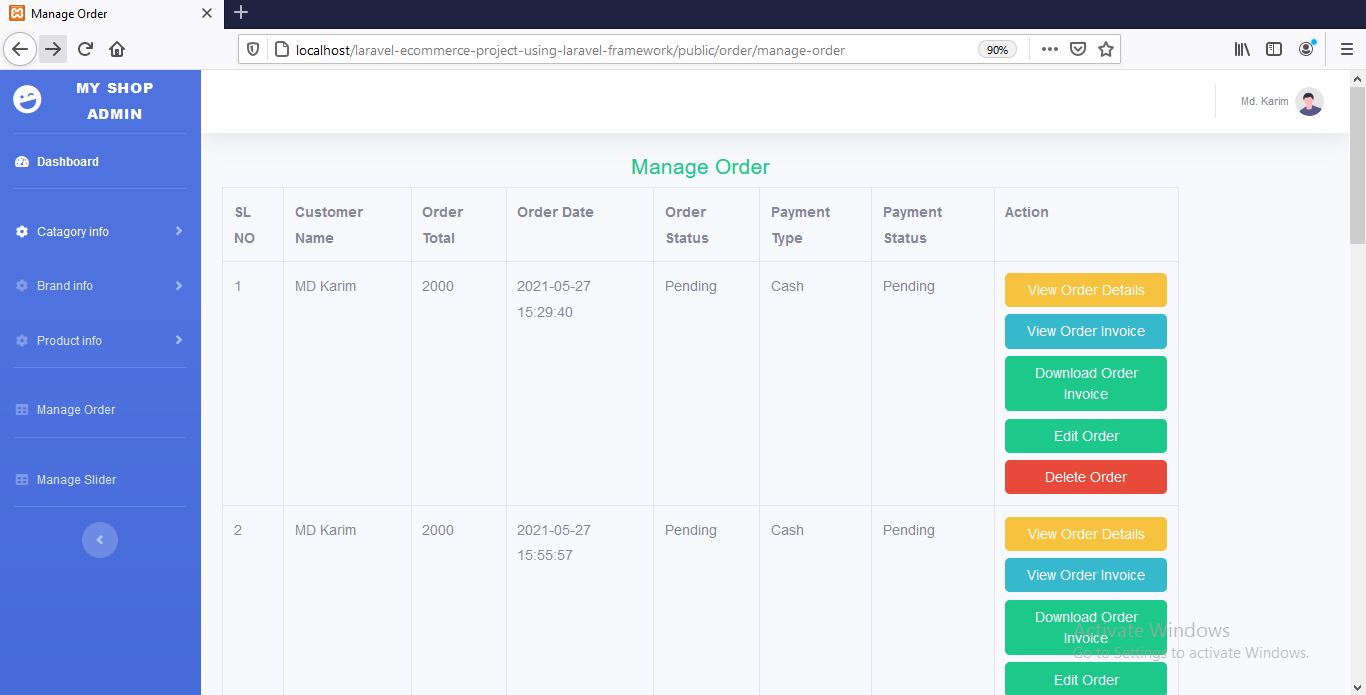 Manage Order
localhost/laravel-ecommerce-project-using-laravel-framework/public/order/manage-order
90%
MY SHOP
ADMIN
Md. Karim
Dashboard
Catagory info
Brand info
Product info
Manage Order
Manage Slider
Manage Order
SL NO
Customer Name
Order Total
Order Date
Order Status
Payment Type
Payment Status
Action
1 MD Karim 2000 2021-05-27 Pending Cash Pending
15:29:40
View Order Details
View Order Invoice
Download Order
Invoice
Edit Order
Delete Order
2 MD Karim 2000 2021-05-27 Pending Cash Pending
15:55:57
View Order Details
View Order Invoice
Download Order
Invoice
Edit Order
Activate Windows
Go to Settings to activate Windows.